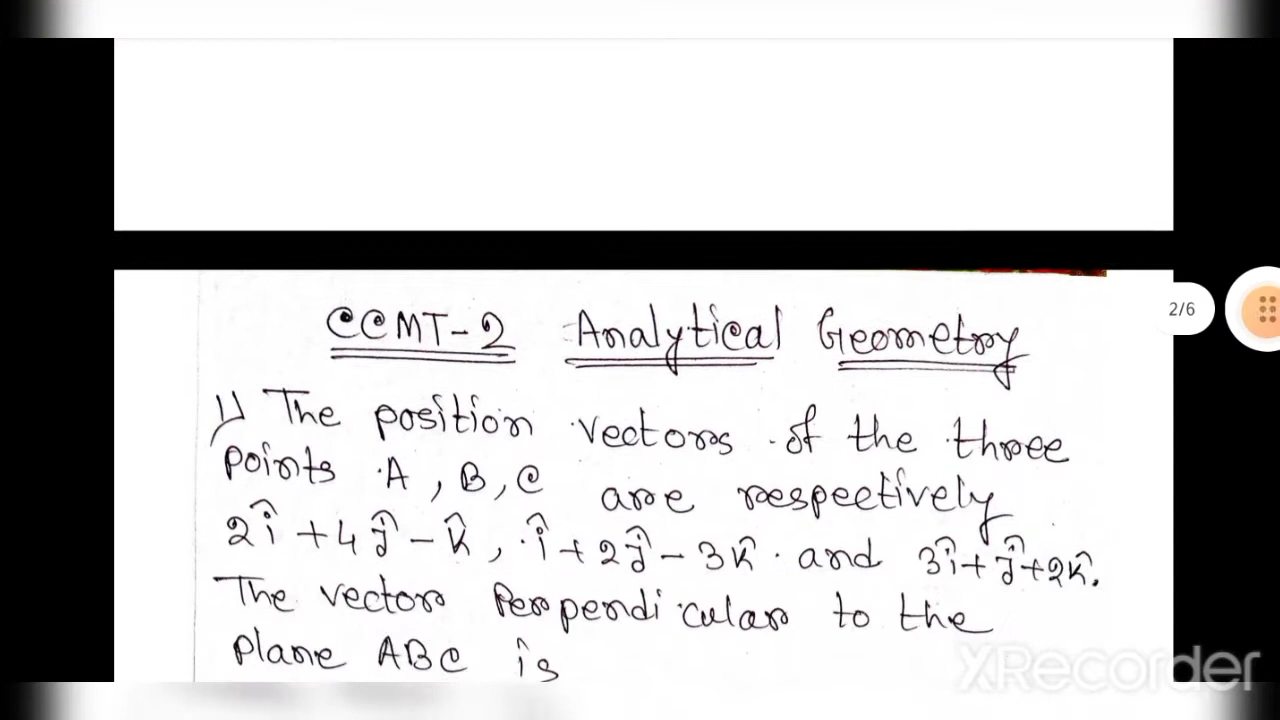 2/6
CCMT-2 Analytical Geometry
1) The position vectors of the three
points A, B, C are respectively
2î + 4ĵ - k̂, î + 2ĵ - 3k̂ and 3î + ĵ + 2k̂.
The vector Perpendicular to the
plane ABC is
XRecorder